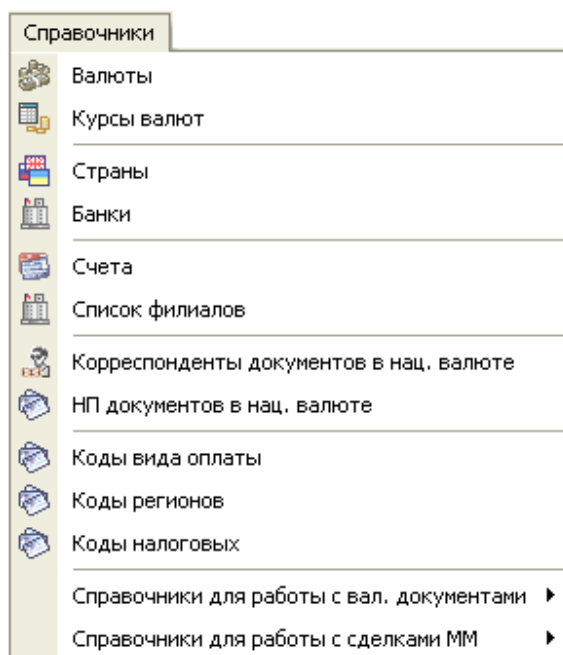 Справочники
Валюты
Курсы валют
Страны
Банки
Счета
Список филиалов
Корреспонденты документов в нац. валюте
НП документов в нац. валюте
Коды вида оплаты
Коды регионов
Коды налоговых
Справочники для работы с вал. документами
Справочники для работы с сделками ММ